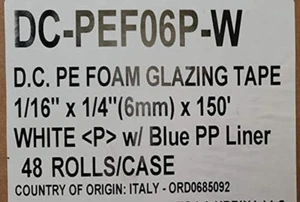 DC-PEF06P-W
D.C. PE FOAM GLAZING TAPE
1/16" x 1/4"(6mm) x 150'
WHITE <P> w/ Blue PP Liner
48 ROLLS/CASE
COUNTRY OF ORIGIN: ITALY - ORD0685092